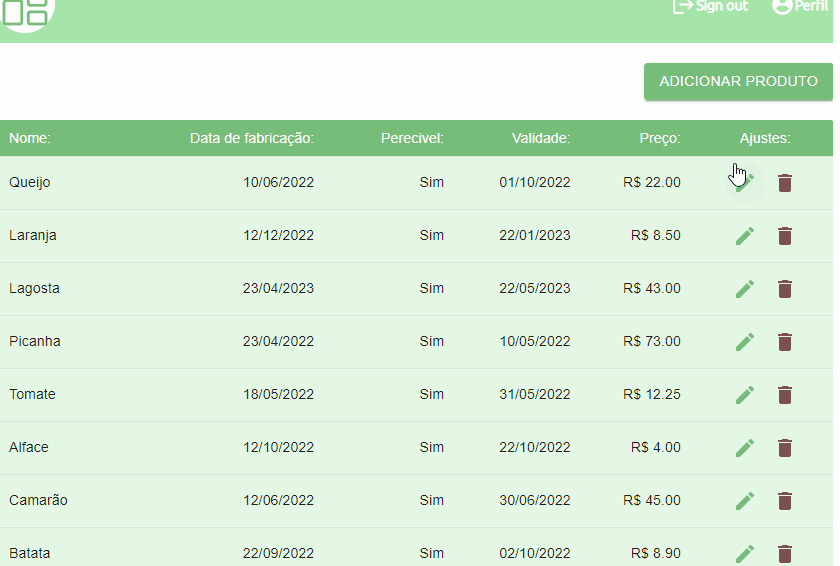 Sign out Perfil
ADICIONAR PRODUTO
Nome: Data de fabricação: Perecivel: Validade: Preço: Ajustes:
Queijo 10/06/2022 Sim 01/10/2022 R$ 22.00
Laranja 12/12/2022 Sim 22/01/2023 R$ 8.50
Lagosta 23/04/2023 Sim 22/05/2023 R$ 43.00
Picanha 23/04/2022 Sim 10/05/2022 R$ 73.00
Tomate 18/05/2022 Sim 31/05/2022 R$ 12.25
Alface 12/10/2022 Sim 22/10/2022 R$ 4.00
Camarão 12/06/2022 Sim 30/06/2022 R$ 45.00
Batata 22/09/2022 Sim 02/10/2022 R$ 8.90